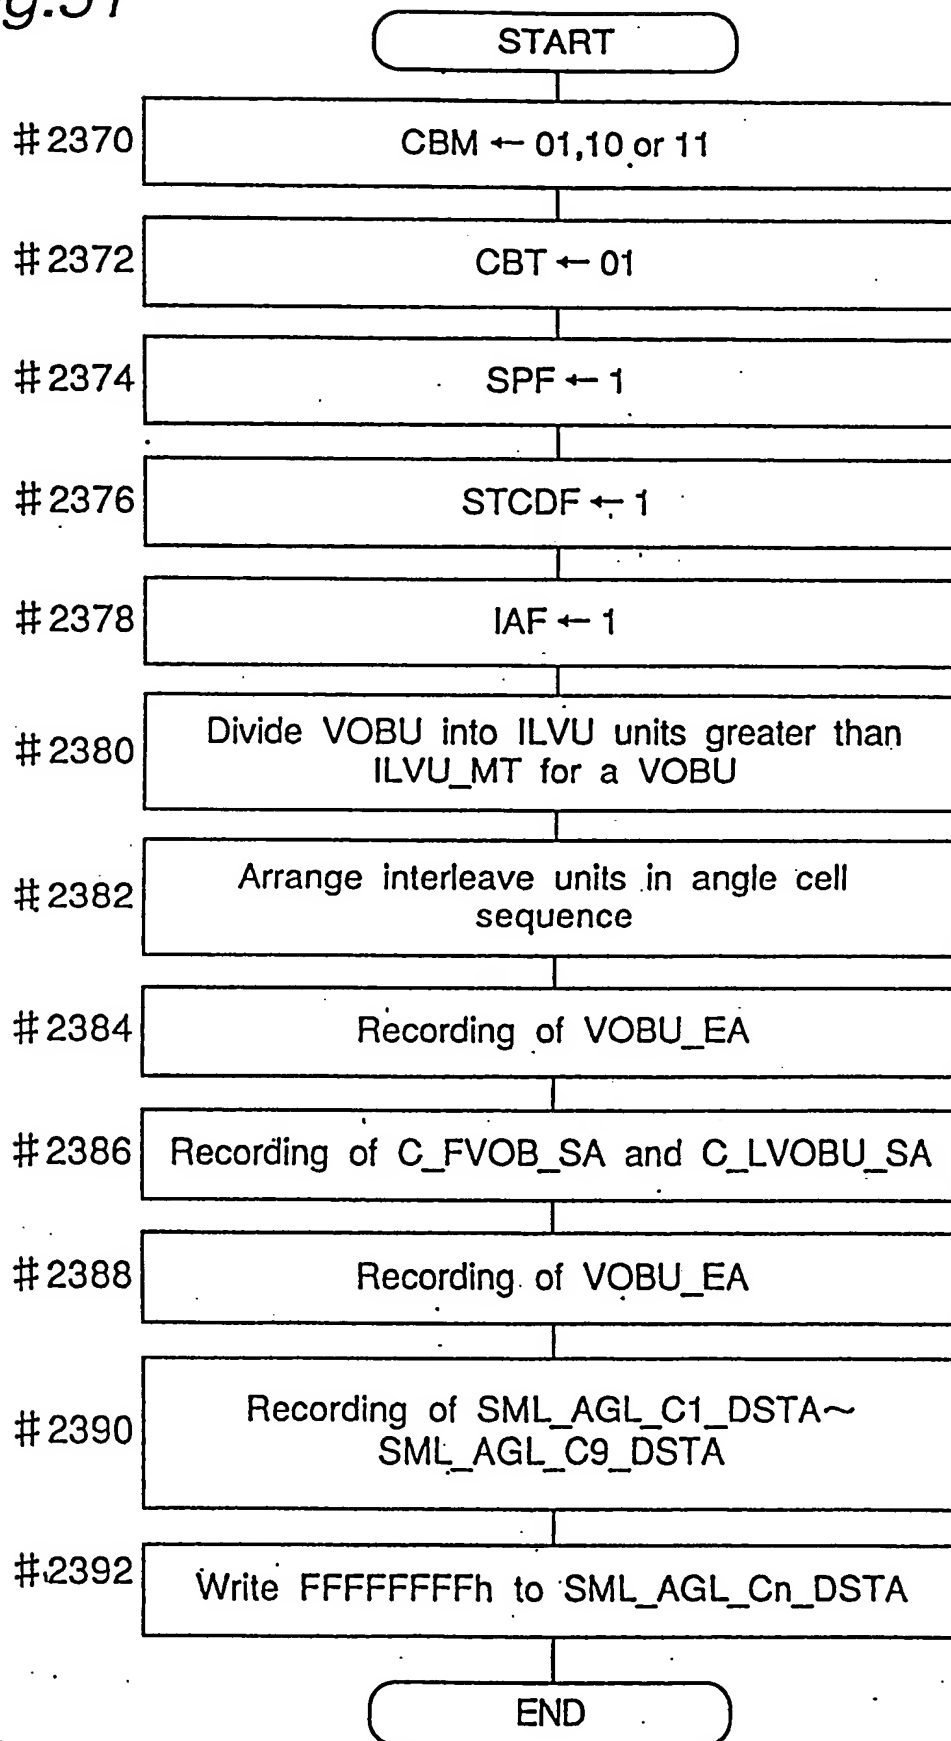 g.51
START
#2370
CBM ← 01,10 or 11
#2372
CBT ← 01
#2374
SPF ← 1
#2376
STCDF ← 1
#2378
IAF ← 1
#2380
Divide VOBU into ILVU units greater than
ILVU_MT for a VOBU
#2382
Arrange interleave units in angle cell
sequence
#2384
Recording of VOBU_EA
#2386
Recording of C_FVOB_SA and C_LVOBU_SA
#2388
Recording of VOBU_EA
#2390
Recording of SML_AGL_C1_DSTA~
SML_AGL_C9_DSTA
#2392
Write FFFFFFFFh to SML_AGL_Cn_DSTA
END